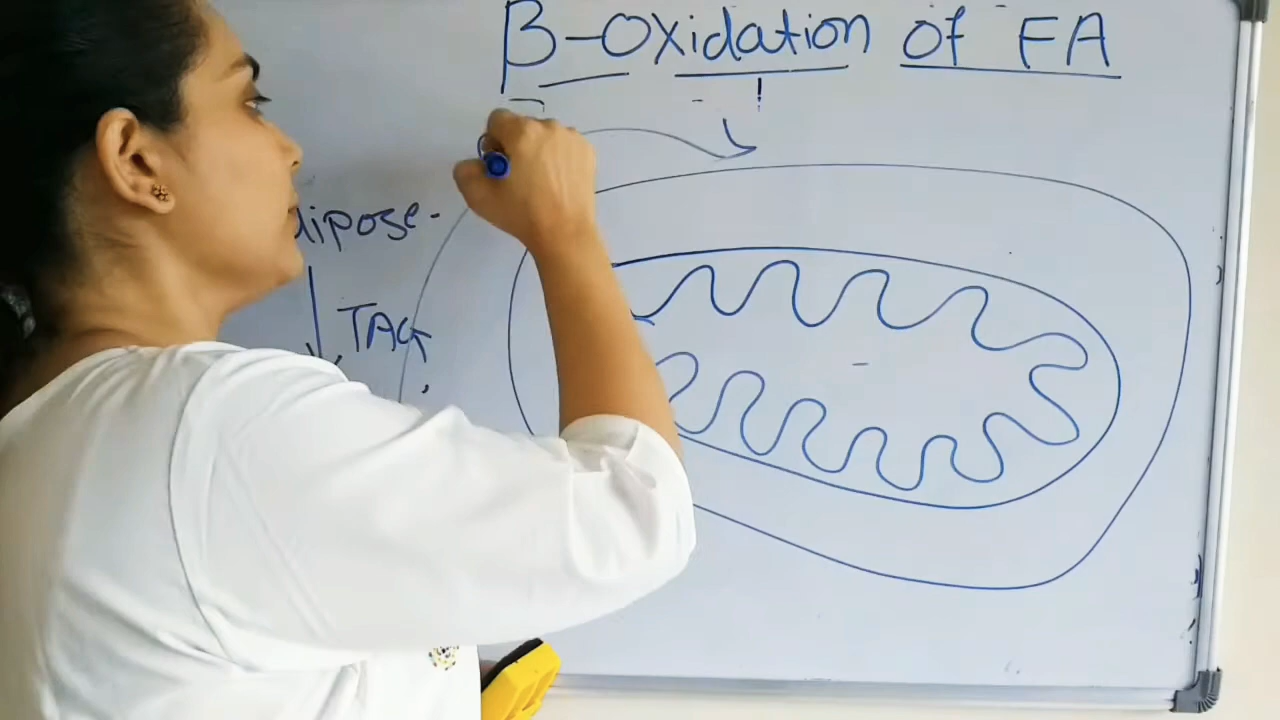 β-Oxidation of FA
dipose
TAG